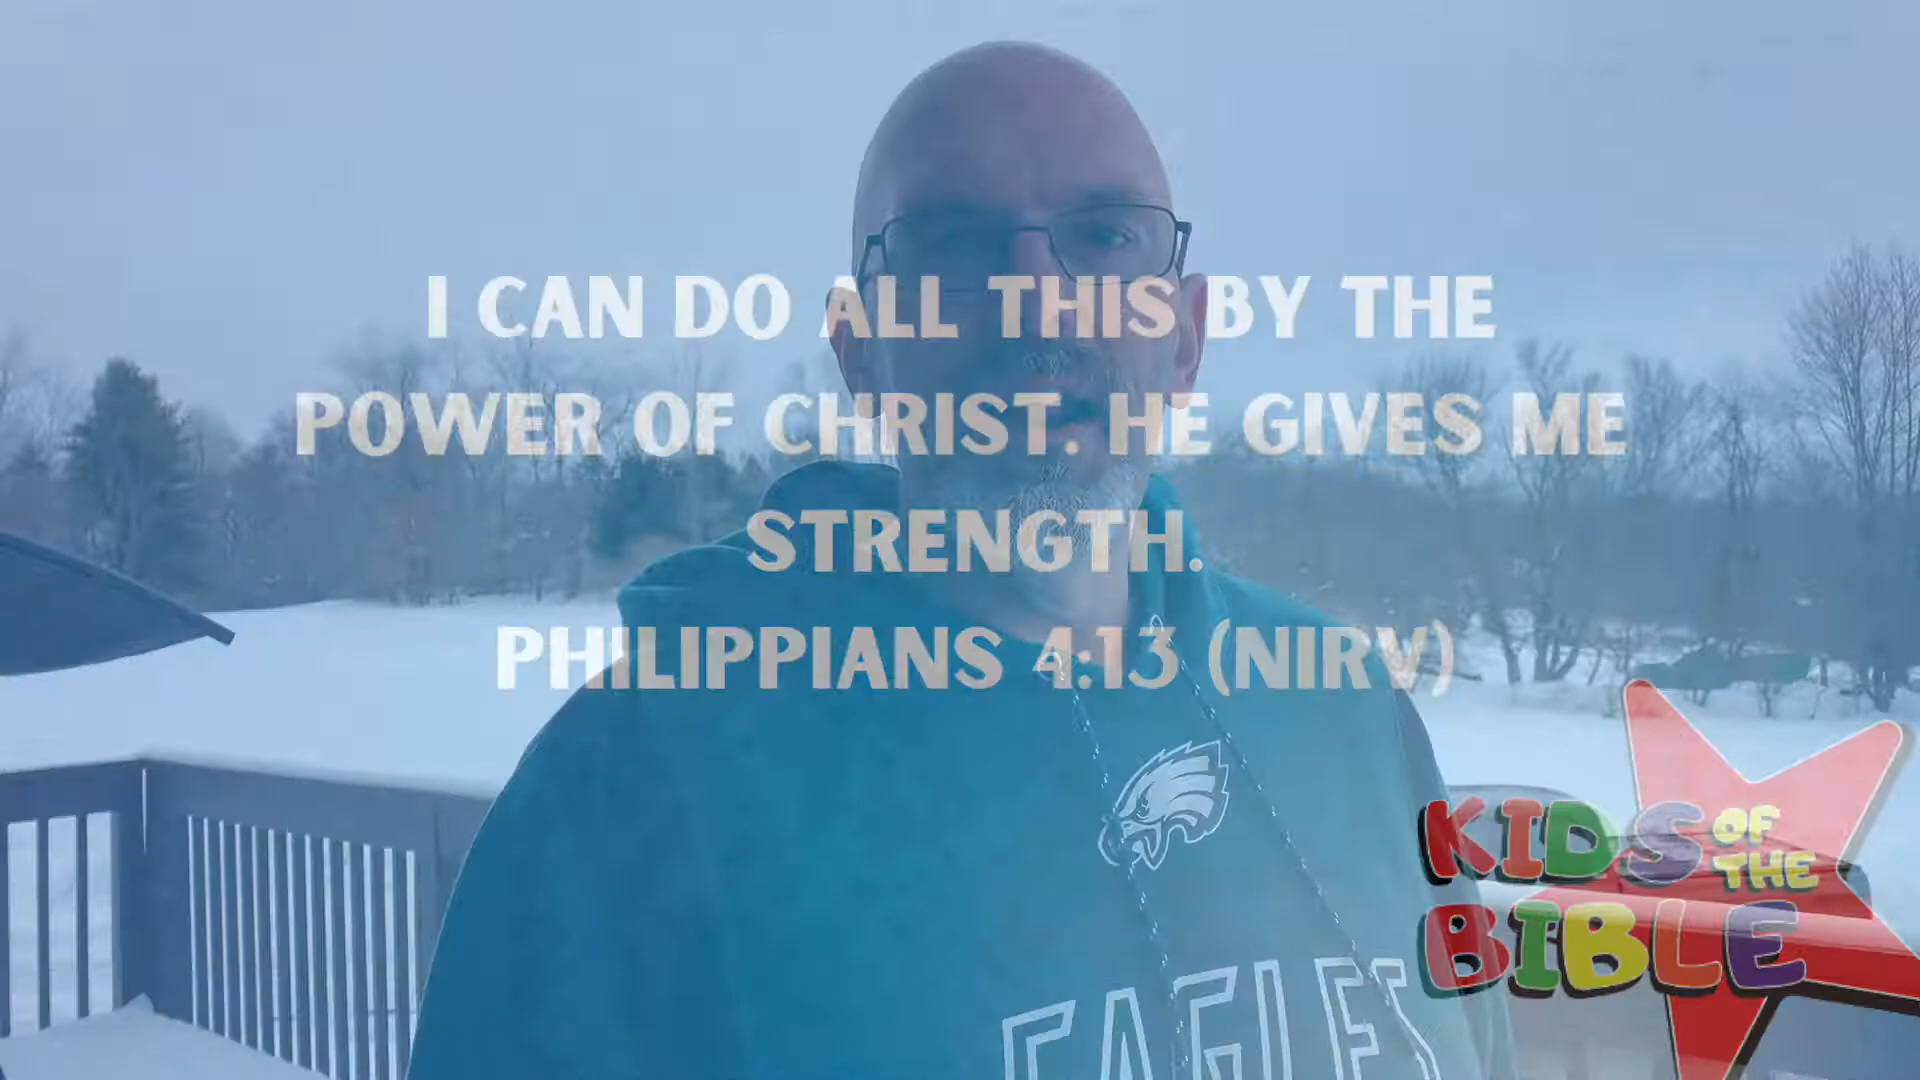 I CAN DO ALL THIS BY THE
POWER OF CHRIST. HE GIVES ME
STRENGTH.
PHILIPPIANS 4:13 (NIRV)
KIDS OF THE
BIBLE
EAGLES